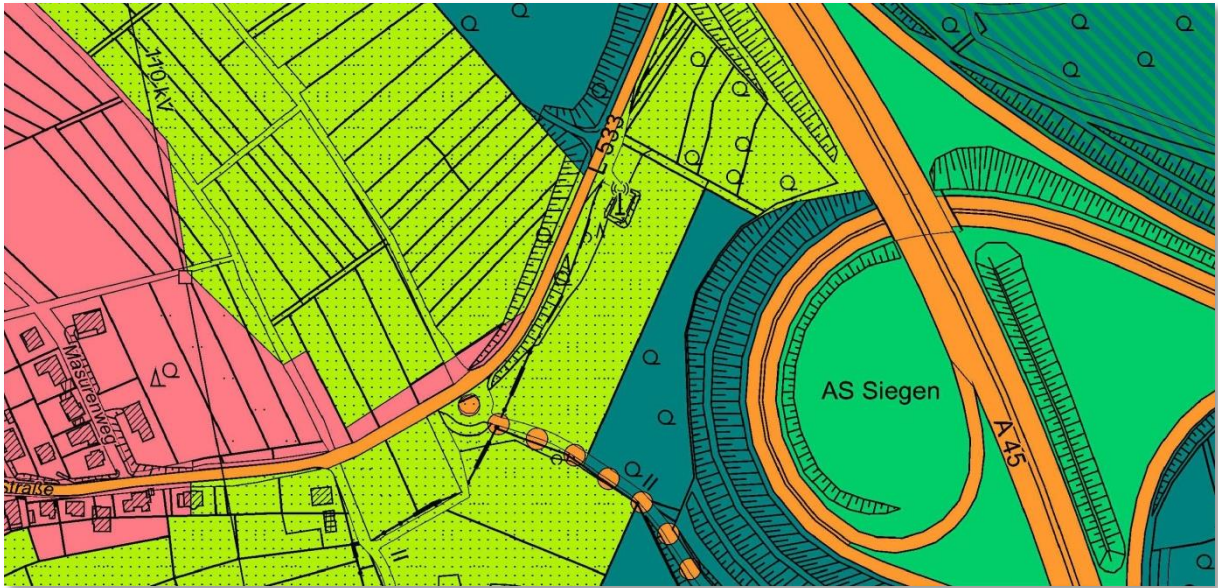 110 kV
L 533
AS Siegen
A 45
Masurenweg
Straße